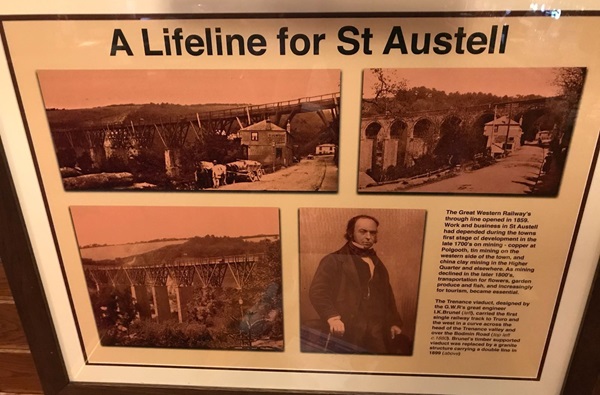 A Lifeline for St Austell
The Great Western Railway's
through line opened in 1859.
Work and business in St Austell
had depended during the towns
first stage of development in the
late 1700's on mining - copper at
Polgooth, tin mining on the
western side of the town, and
china clay mining in the Higher
Quarter and elsewhere. As mining
declined in the later 1800's,
transportation for flowers, garden
produce and fish, and increasingly
for tourism, became essential.
The Trenance viaduct, designed by
the G.W.R's great engineer
I.K.Brunel (left), carried the first
single railway track to Truro and
the west in a curve across the
head of the Trenance valley and
over the Bodmin Road (top left
Brunel's timber supported
viaduct was replaced by a granite
structure carrying a double line in
(above)